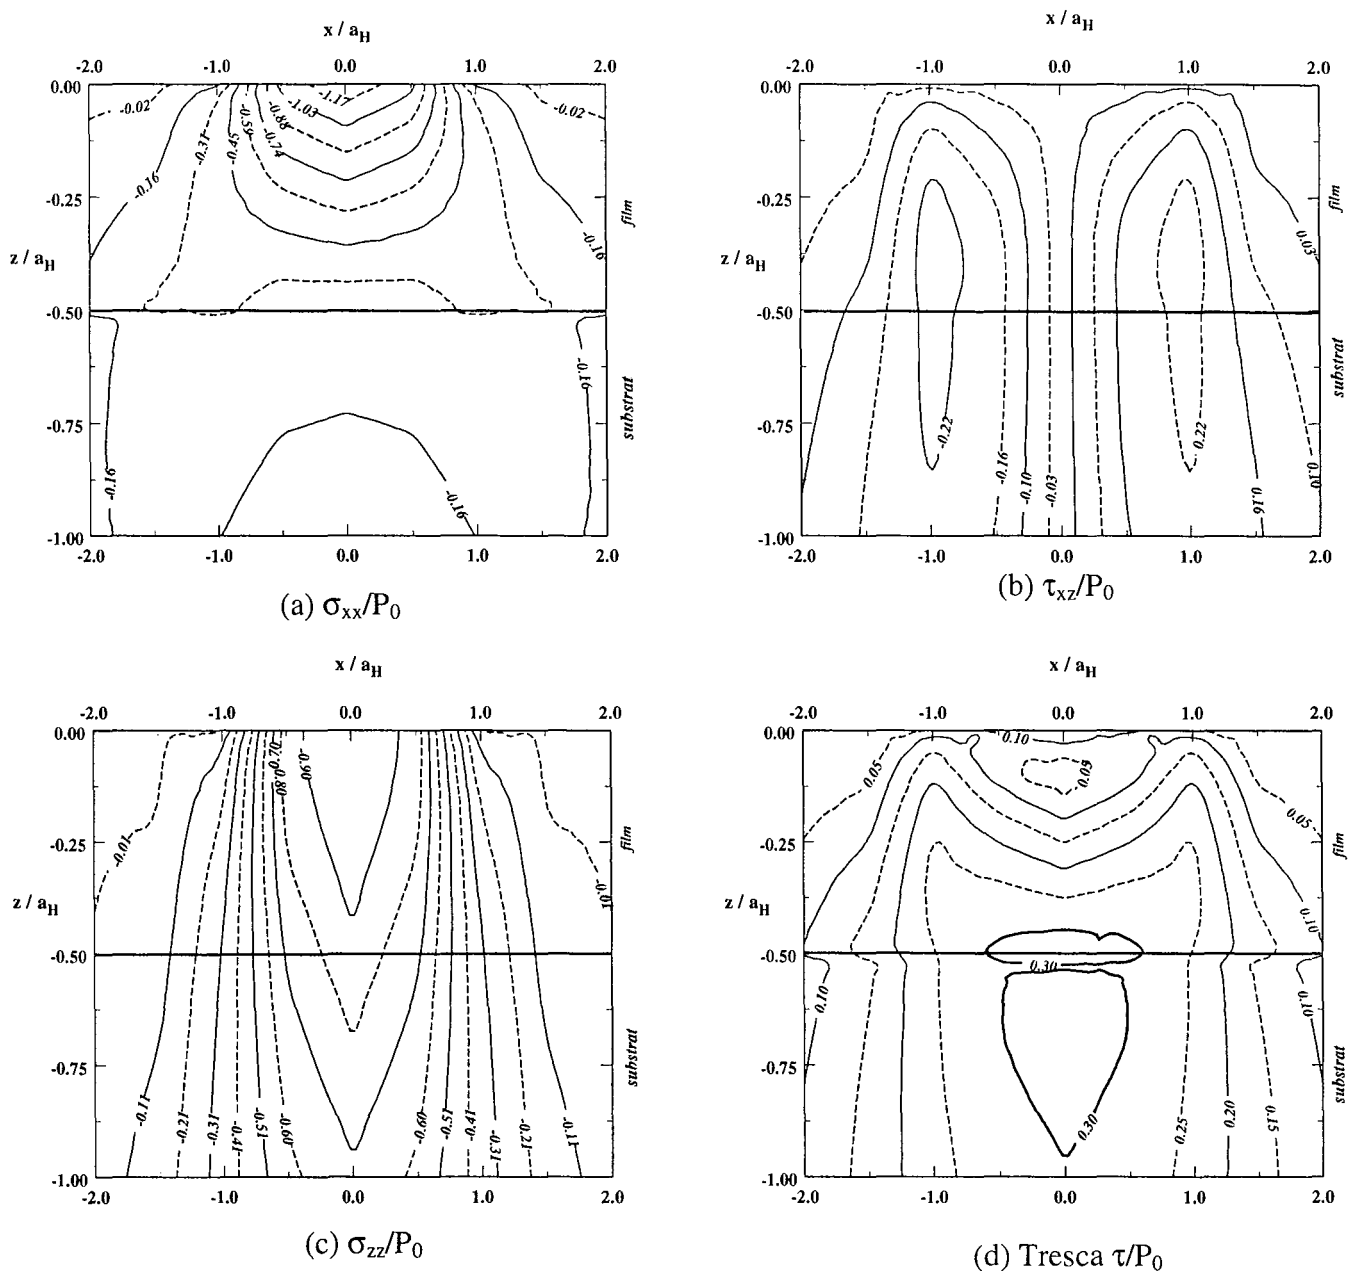 x / a_H
-2.0 -1.0 0.0 1.0 2.0
0.00
-0.02 -0.31 -0.45 -0.59 -0.74 -0.88 -1.03 -1.17 -0.02
-0.16 -0.16
-0.25
film
z / a_H
-0.50
-0.16
substrat
-0.75
-0.16 -0.16
-1.00
-2.0 -1.0 0.0 1.0 2.0
(a) σ_xx/P_0
x / a_H
-2.0 -1.0 0.0 1.0 2.0
0.00
-0.25
film
0.03
z / a_H
-0.50
substrat
-0.75
-0.22 0.22
-0.16 -0.10 -0.03 0.16 0.10
-1.00
-2.0 -1.0 0.0 1.0 2.0
(b) τ_xz/P_0
x / a_H
-2.0 -1.0 0.0 1.0 2.0
0.00
-0.70 -0.80 -0.90
-0.25
film
-0.01 -0.01
z / a_H
-0.50
substrat
-0.75
-0.11 -0.21 -0.31 -0.41 -0.51 -0.60 -0.60 -0.51 -0.41 -0.31 -0.21 -0.11
-1.00
-2.0 -1.0 0.0 1.0 2.0
(c) σ_zz/P_0
x / a_H
-2.0 -1.0 0.0 1.0 2.0
0.00
0.10
0.05 0.05 0.05
-0.25
film
0.10
z / a_H
-0.50
0.30
0.10 0.10
substrat
-0.75
0.30 0.25 0.20 0.15
-1.00
-2.0 -1.0 0.0 1.0 2.0
(d) Tresca τ/P_0